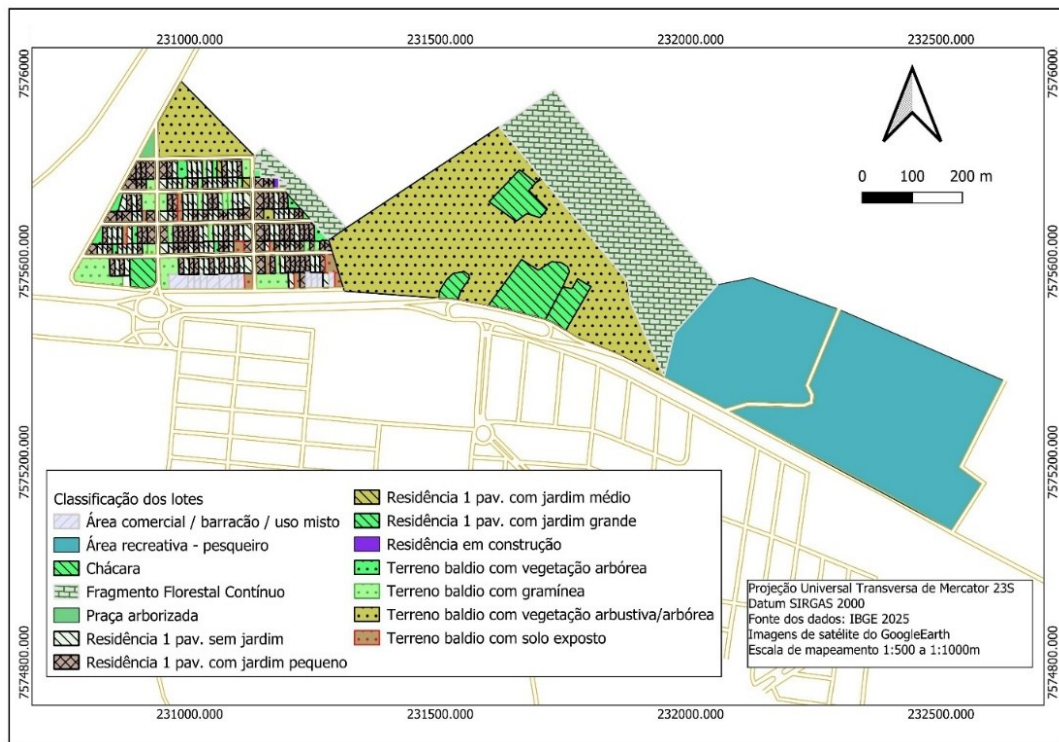 231000.000 231500.000 232000.000 232500.000
7576000
7576000
0 100 200 m
7575600.000
7575600.000
7575200.000
7575200.000
7574800.000
7574800.000
Classificação dos lotes
Área comercial / barracão / uso misto
Área recreativa - pesqueiro
Chácara
Fragmento Florestal Contínuo
Praça arborizada
Residência 1 pav. sem jardim
Residência 1 pav. com jardim pequeno
Residência 1 pav. com jardim médio
Residência 1 pav. com jardim grande
Residência em construção
Terreno baldio com vegetação arbórea
Terreno baldio com gramínea
Terreno baldio com vegetação arbustiva/arbórea
Terreno baldio com solo exposto
Projeção Universal Transversa de Mercator 23S
Datum SIRGAS 2000
Fonte dos dados: IBGE 2025
Imagens de satélite do GoogleEarth
Escala de mapeamento 1:500 a 1:1000m
231000.000 231500.000 232000.000 232500.000